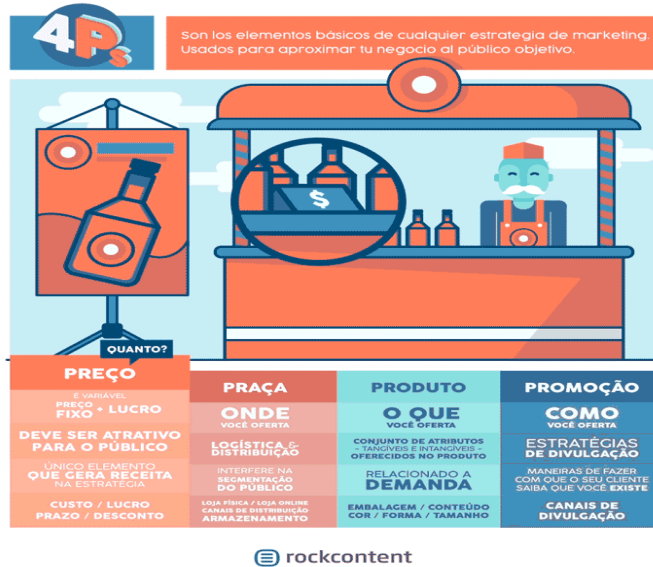 4Ps
Son los elementos básicos de cualquier estrategia de marketing.
Usados para aproximar tu negocio al público objetivo.
$
QUANTO?
PREÇO
É VARIÁVEL
PREÇO
FIXO + LUCRO
DEVE SER ATRATIVO
PARA O PÚBLICO
ÚNICO ELEMENTO
QUE GERA RECEITA
NA ESTRATÉGIA
CUSTO / LUCRO
PRAZO / DESCONTO
PRAÇA
ONDE
VOCÊ OFERTA
LOGÍSTICA &
DISTRIBUIÇÃO
INTERFERE NA
SEGMENTAÇÃO
DO PÚBLICO
LOJA FÍSICA / LOJA ONLINE
CANAIS DE DISTRIBUIÇÃO
ARMAZENAMENTO
PRODUTO
O QUE
VOCÊ OFERTA
CONJUNTO DE ATRIBUTOS
- TANGÍVEIS E INTANGÍVEIS -
OFERECIDOS NO PRODUTO
RELACIONADO A
DEMANDA
EMBALAGEM / CONTEÚDO
COR / FORMA / TAMANHO
PROMOÇÃO
COMO
VOCÊ OFERTA
ESTRATÉGIAS
DE DIVULGAÇÃO
MANEIRAS DE FAZER
COM QUE O SEU CLIENTE
SAIBA QUE VOCÊ EXISTE
CANAIS DE
DIVULGAÇÃO
rockcontent